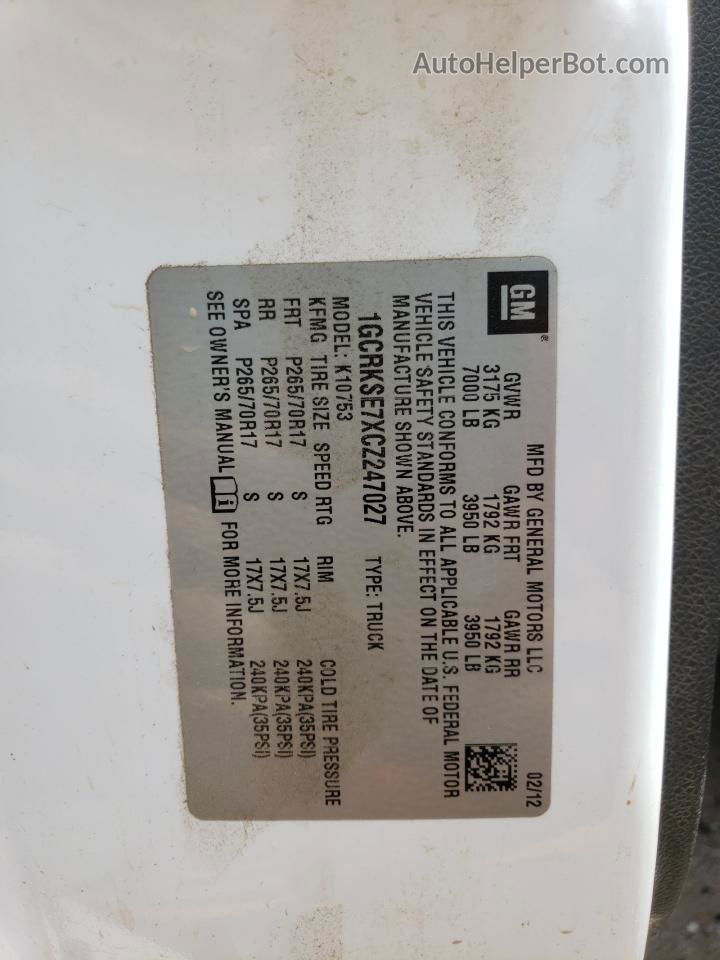 AutoHelperBot.com
GM
®
MFD BY GENERAL MOTORS LLC 02/12
GVWR GAWR FRT GAWR RR
3175 KG 1792 KG 1792 KG
7000 LB 3950 LB 3950 LB
THIS VEHICLE CONFORMS TO ALL APPLICABLE U.S. FEDERAL MOTOR
VEHICLE SAFETY STANDARDS IN EFFECT ON THE DATE OF
MANUFACTURE SHOWN ABOVE.
1GCRKSE7XCZ247027 TYPE: TRUCK
MODEL: K10753
KFMG TIRE SIZE SPEED RTG RIM COLD TIRE PRESSURE
FRT P265/70R17 S 17X7.5J 240KPA(35PSI)
RR P265/70R17 S 17X7.5J 240KPA(35PSI)
SPA P265/70R17 S 17X7.5J 240KPA(35PSI)
SEE OWNER'S MANUAL i FOR MORE INFORMATION.